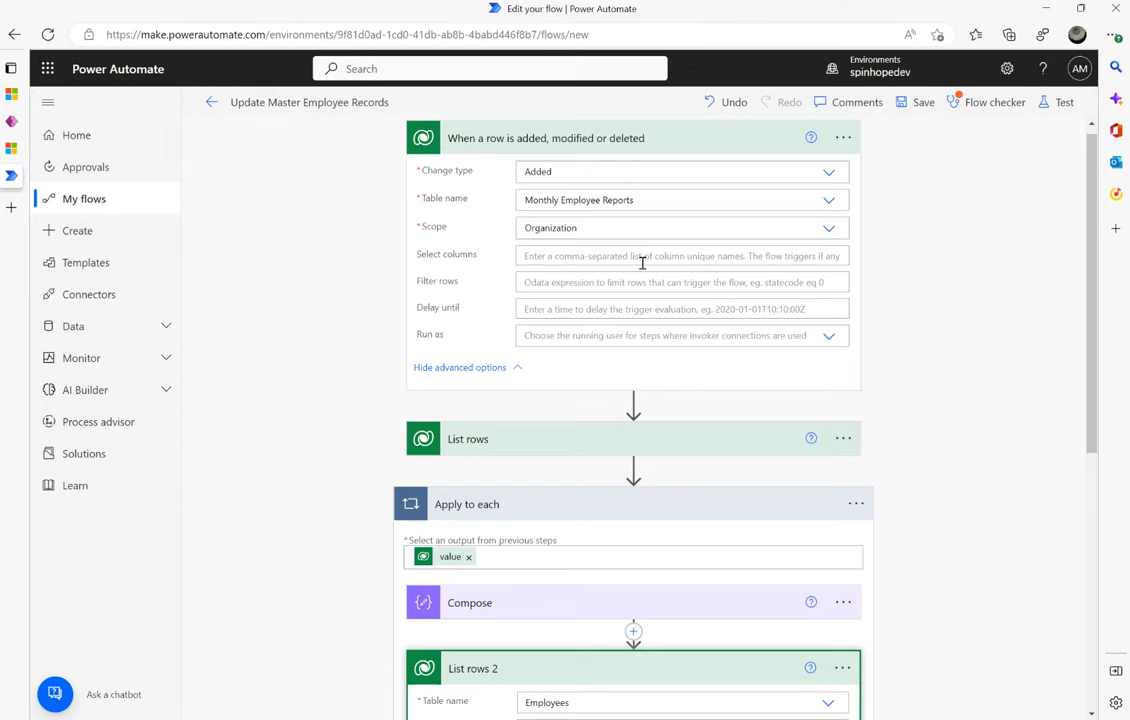 Edit your flow | Power Automate
https://make.powerautomate.com/environments/9f81d0ad-1cd0-41db-ab8b-4babd446f8b7/flows/new
Power Automate
Search
Environments
spinhopedev
AM
Update Master Employee Records
Undo
Redo
Comments
Save
Flow checker
Test
Home
Approvals
My flows
Create
Templates
Connectors
Data
Monitor
AI Builder
Process advisor
Solutions
Learn
Ask a chatbot
When a row is added, modified or deleted
* Change type
Added
* Table name
Monthly Employee Reports
* Scope
Organization
Select columns
Enter a comma-separated list of column unique names. The flow triggers if any
Filter rows
Odata expression to limit rows that can trigger the flow, eg. statecode eq 0
Delay until
Enter a time to delay the trigger evaluation, eg. 2020-01-01T10:10:00Z
Run as
Choose the running user for steps where invoker connections are used
Hide advanced options
List rows
Apply to each
* Select an output from previous steps
value ×
Compose
List rows 2
* Table name
Employees